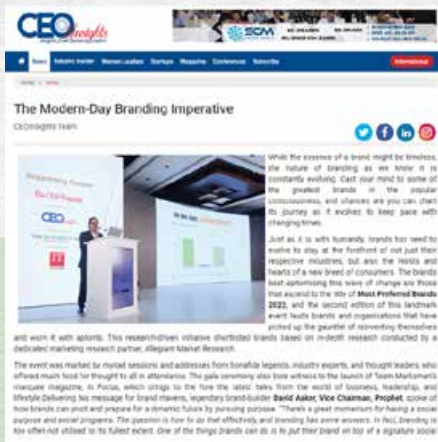 CEOInsights
SCM
News Industry Insider Women Leaders Startups Magazine Conferences Subscribe
International
The Modern-Day Branding Imperative
CEOInsights Team
CEO
While the essence of a brand might be timeless,
the nature of branding as we know it is
constantly evolving. Cast your mind to some of
the greatest brands in the popular
consciousness, and chances are you can chart
its journey as it evolves to keep pace with
changing times.
Just as it is with humanity, brands too need to
evolve to stay at the forefront of not just their
respective industries, but also the minds and
hearts of a new breed of consumers. The brands
best epitomising this wave of change are those
that ascend to the title of Most Preferred Brands
2022, and the second edition of this landmark
event lauds brands and organisations that have
picked up the gauntlet of reinventing themselves
and worn it with aplomb. This research-driven initiative shortlisted brands based on in-depth research conducted by a
dedicated marketing research partner, Allegiant Market Research.
The event was marked by myriad sessions and addresses from bonafide legends, industry experts, and thought leaders, who
offered much food for thought to all in attendance. The gala ceremony also bore witness to the launch of Team Marksmen's
marquee magazine, In Focus, which brings to the fore the latest tales from the world of business, leadership, and
lifestyle. Delivering his message for brand mavens, legendary brand-builder David Aaker, Vice Chairman, Prophet, spoke of
how brands can pivot and prepare for a dynamic future by pursuing purpose. "There's a great momentum for having a social
purpose and social programs. The question is how to do that effectively, and branding has some answers. In fact, branding is
too often not utilised to its fullest extent. One of the things brands can do is to put their brand on top of a signature social